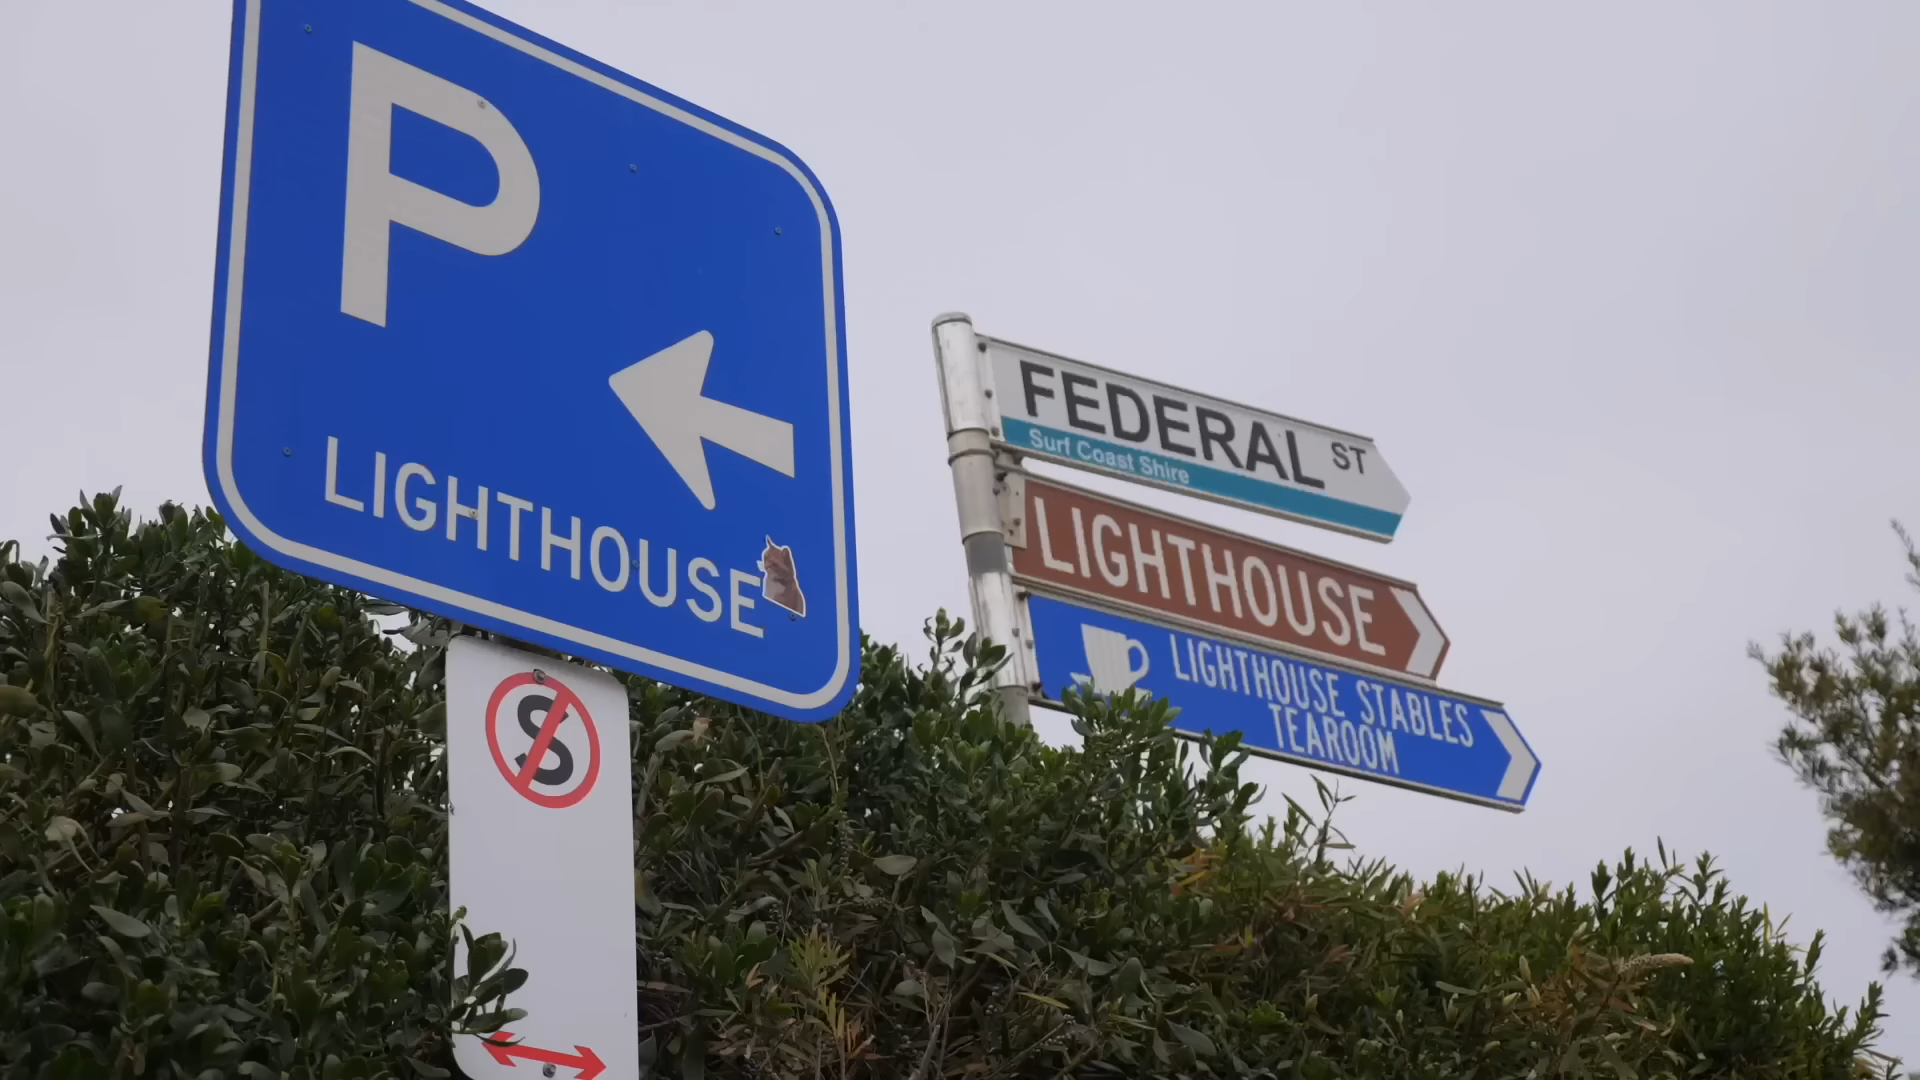 P
LIGHTHOUSE
S
FEDERAL ST
Surf Coast Shire
LIGHTHOUSE
LIGHTHOUSE STABLES
TEAROOM